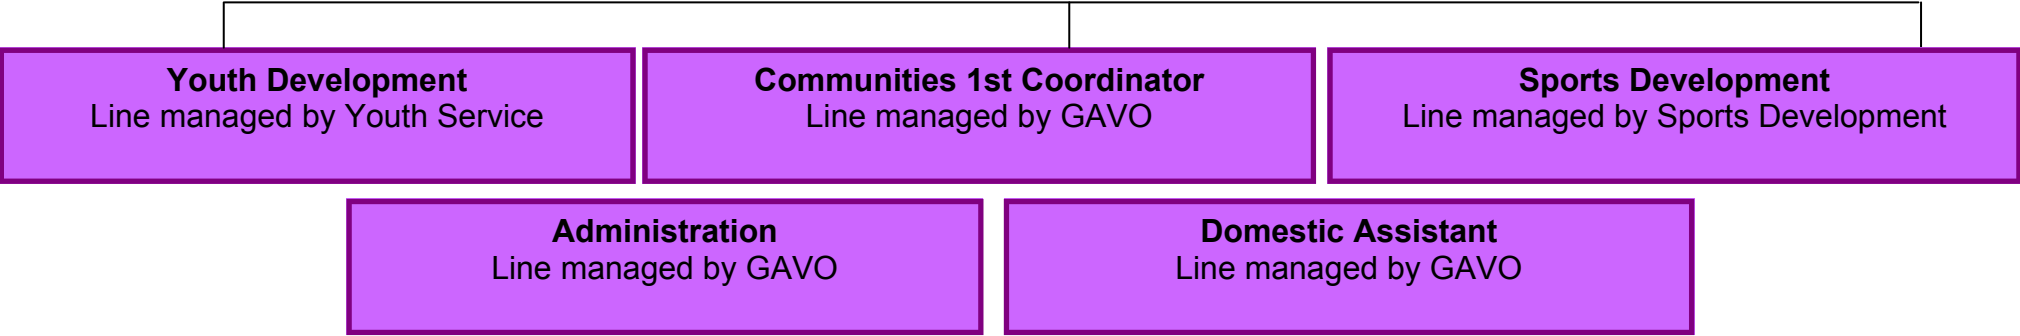 Youth Development
Line managed by Youth Service
Communities 1st Coordinator
Line managed by GAVO
Sports Development
Line managed by Sports Development
Administration
Line managed by GAVO
Domestic Assistant
Line managed by GAVO